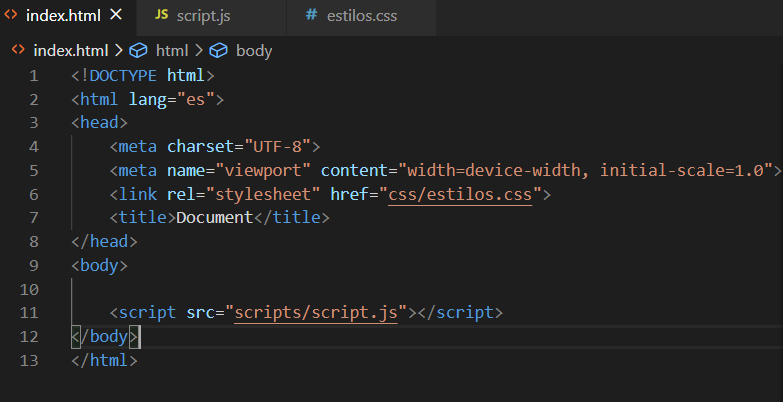 index.html JS script.js # estilos.css
index.html > html > body
1 <!DOCTYPE html>
2 <html lang="es">
3 <head>
4     <meta charset="UTF-8">
5     <meta name="viewport" content="width=device-width, initial-scale=1.0">
6     <link rel="stylesheet" href="css/estilos.css">
7     <title>Document</title>
8 </head>
9 <body>
10
11     <script src="scripts/script.js"></script>
12 </body>
13 </html>